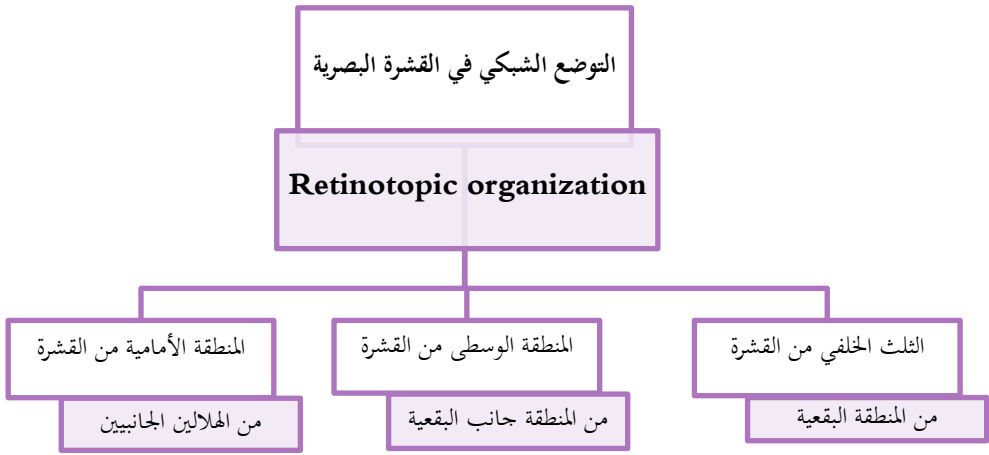 التوضع الشبكي في القشرة البصرية
Retinotopic organization
الثلث الخلفي من القشرة
من المنطقة البقعية
المنطقة الوسطى من القشرة
من المنطقة جانب البقعية
المنطقة الأمامية من القشرة
من الهلالين الجانبيين